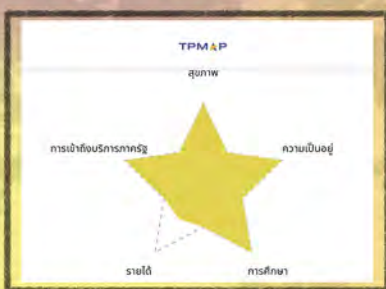 TPMAP
สุขภาพ
การเข้าถึงบริการภาครัฐ
ความเป็นอยู่
รายได้
การศึกษา